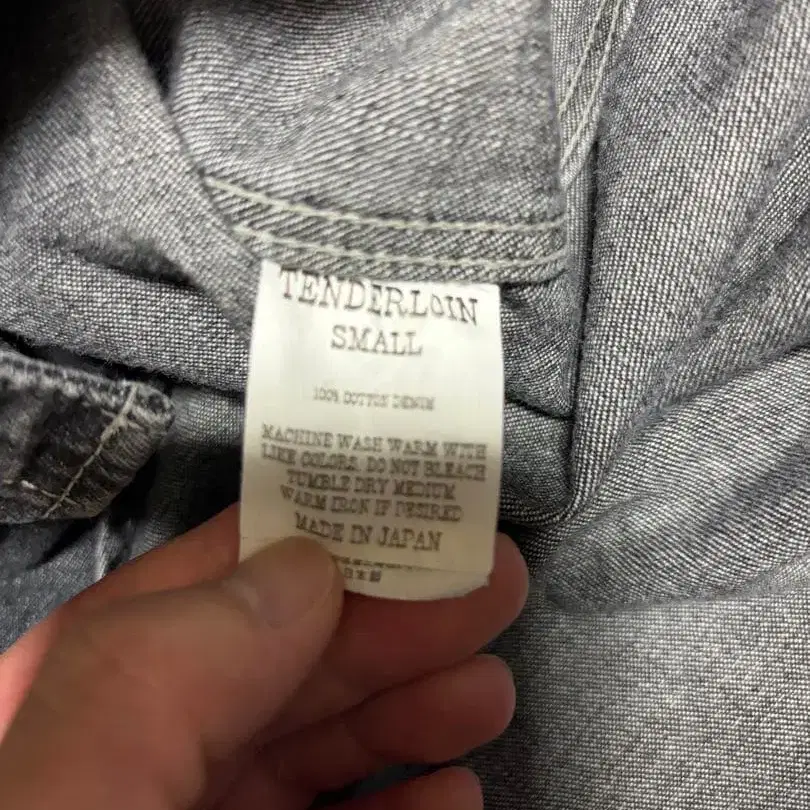 TENDERLOIN
SMALL
100% COTTON DENIM
MACHINE WASH WARM WITH
LIKE COLORS. DO NOT BLEACH
TUMBLE DRY MEDIUM
WARM IRON IF DESIRED
MADE IN JAPAN